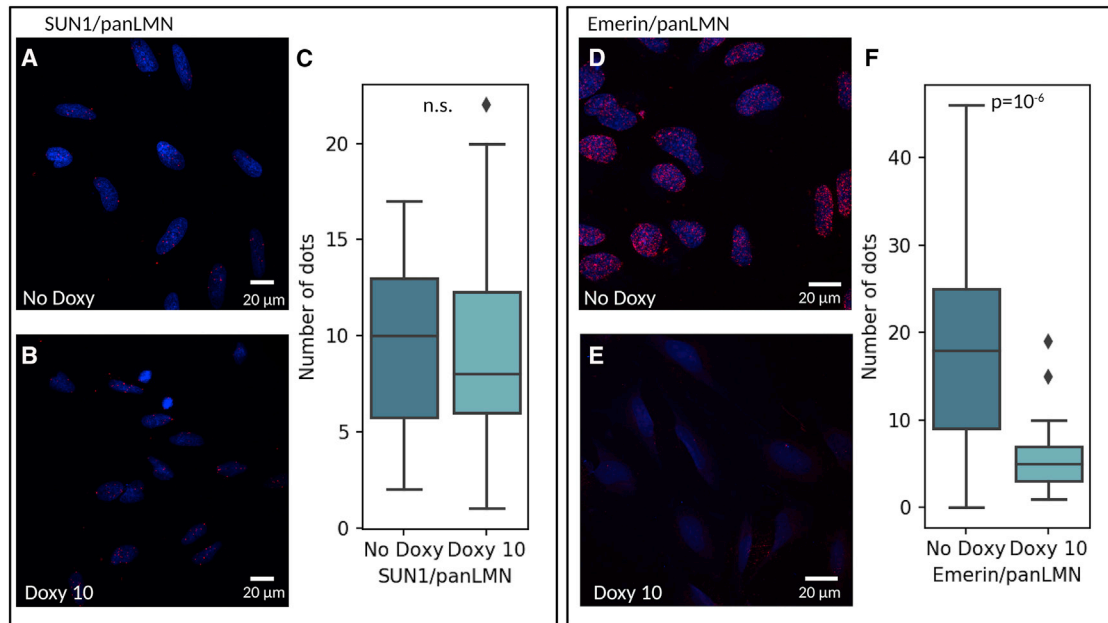 SUN1/panLMN
A
No Doxy
20 µm
B
Doxy 10
20 µm
C
n.s.
Number of dots
20
15
10
5
0
No Doxy Doxy 10
SUN1/panLMN
Emerin/panLMN
D
No Doxy
20 µm
E
Doxy 10
20 µm
F
p=10⁻⁶
Number of dots
40
30
20
10
0
No Doxy Doxy 10
Emerin/panLMN